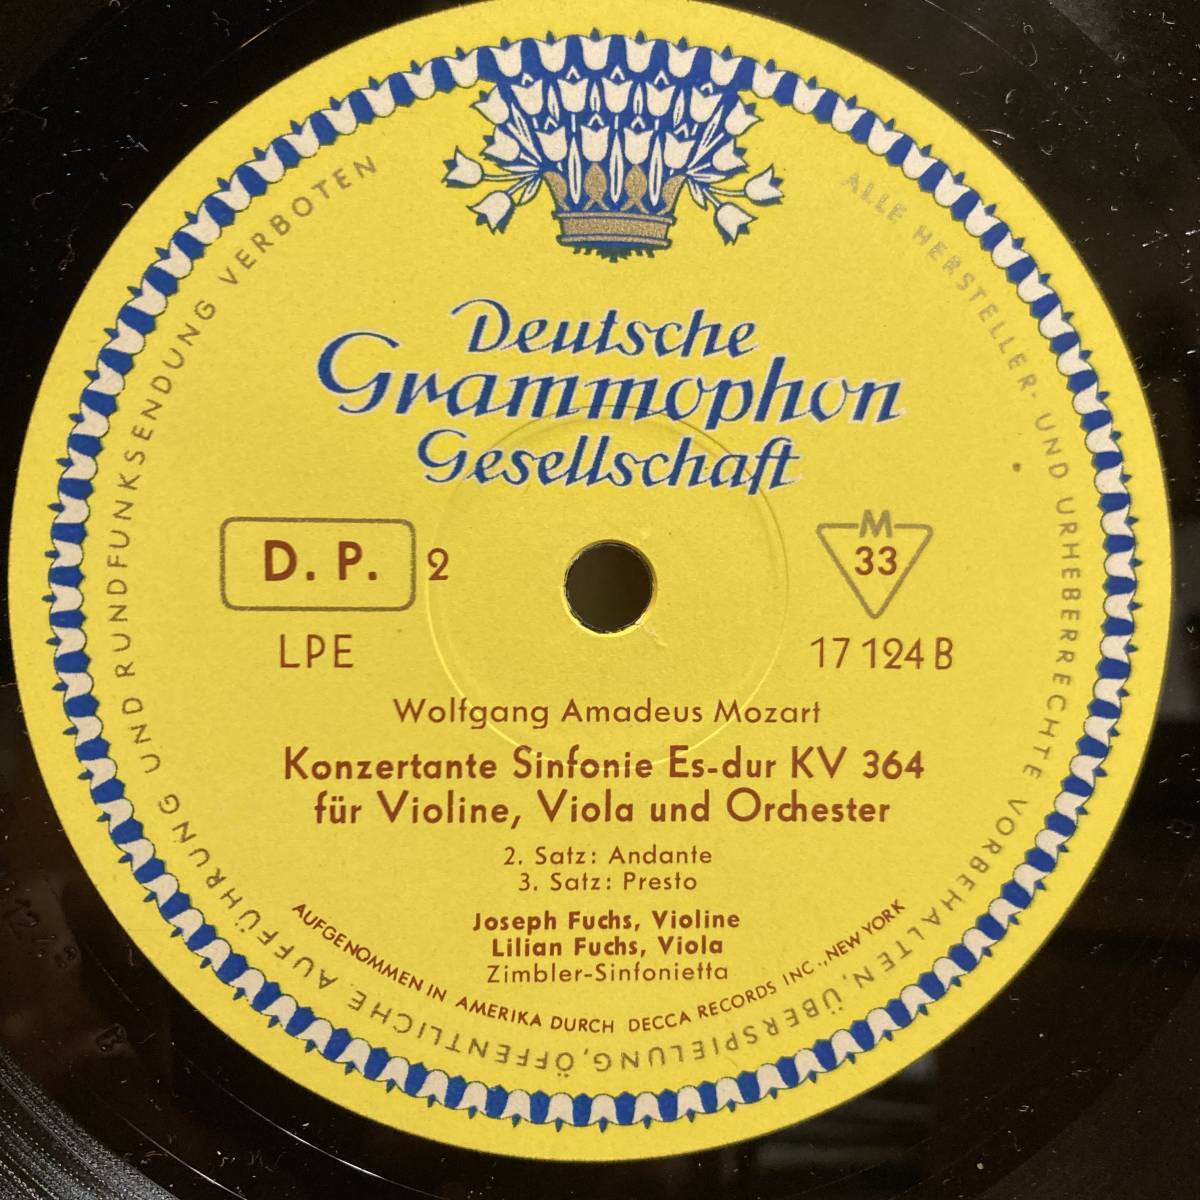 Deutsche
Grammophon
Gesellschaft
D. P. 2
M
33
LPE
17 124 B
Wolfgang Amadeus Mozart
Konzertante Sinfonie Es-dur KV 364
für Violine, Viola und Orchester
2. Satz: Andante
3. Satz: Presto
Joseph Fuchs, Violine
Lilian Fuchs, Viola
Zimbler-Sinfonietta
AUFGENOMMEN IN AMERIKA DURCH DECCA RECORDS INC., NEW YORK
ALLE HERSTELLER- UND URHEBERRECHTE VORBEHALTEN, ÜBERSPIELUNG, ÖFFENTLICHE AUFFÜHRUNG UND RUNDFUNKSENDUNG VERBOTEN